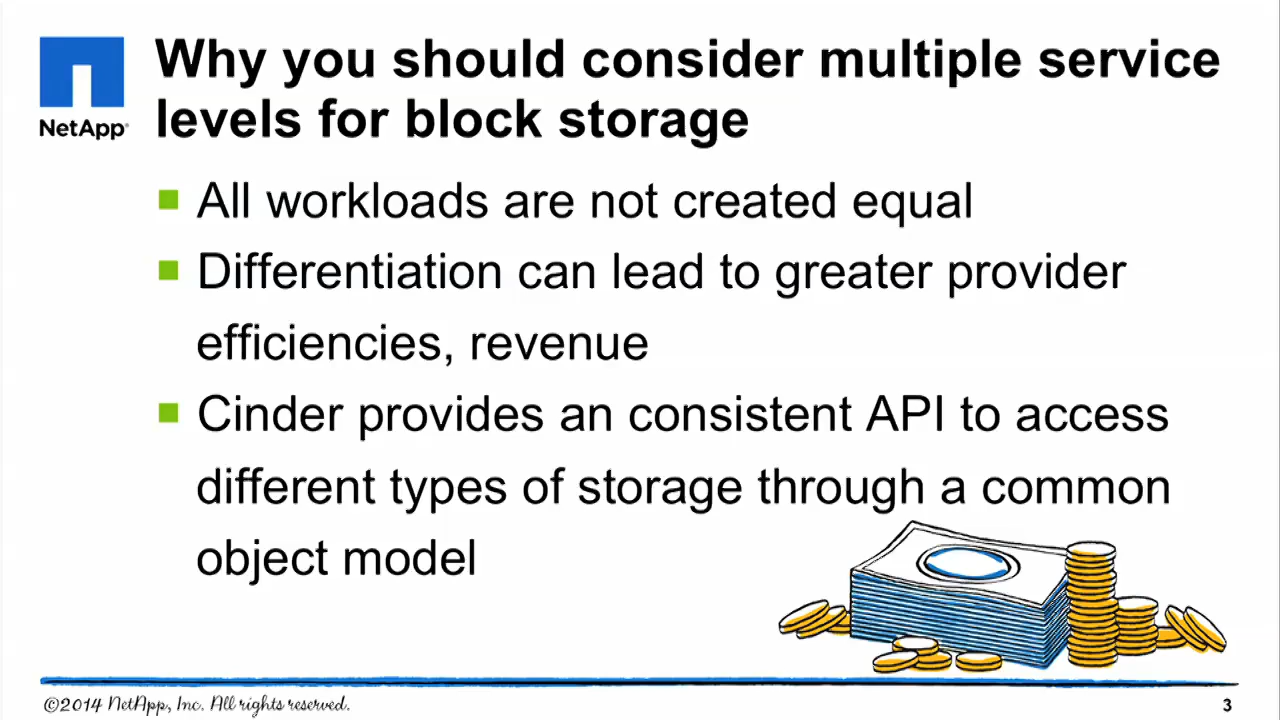 NetApp
Why you should consider multiple service
levels for block storage
All workloads are not created equal
Differentiation can lead to greater provider
efficiencies, revenue
Cinder provides an consistent API to access
different types of storage through a common
object model
©2014 NetApp, Inc. All rights reserved.
3